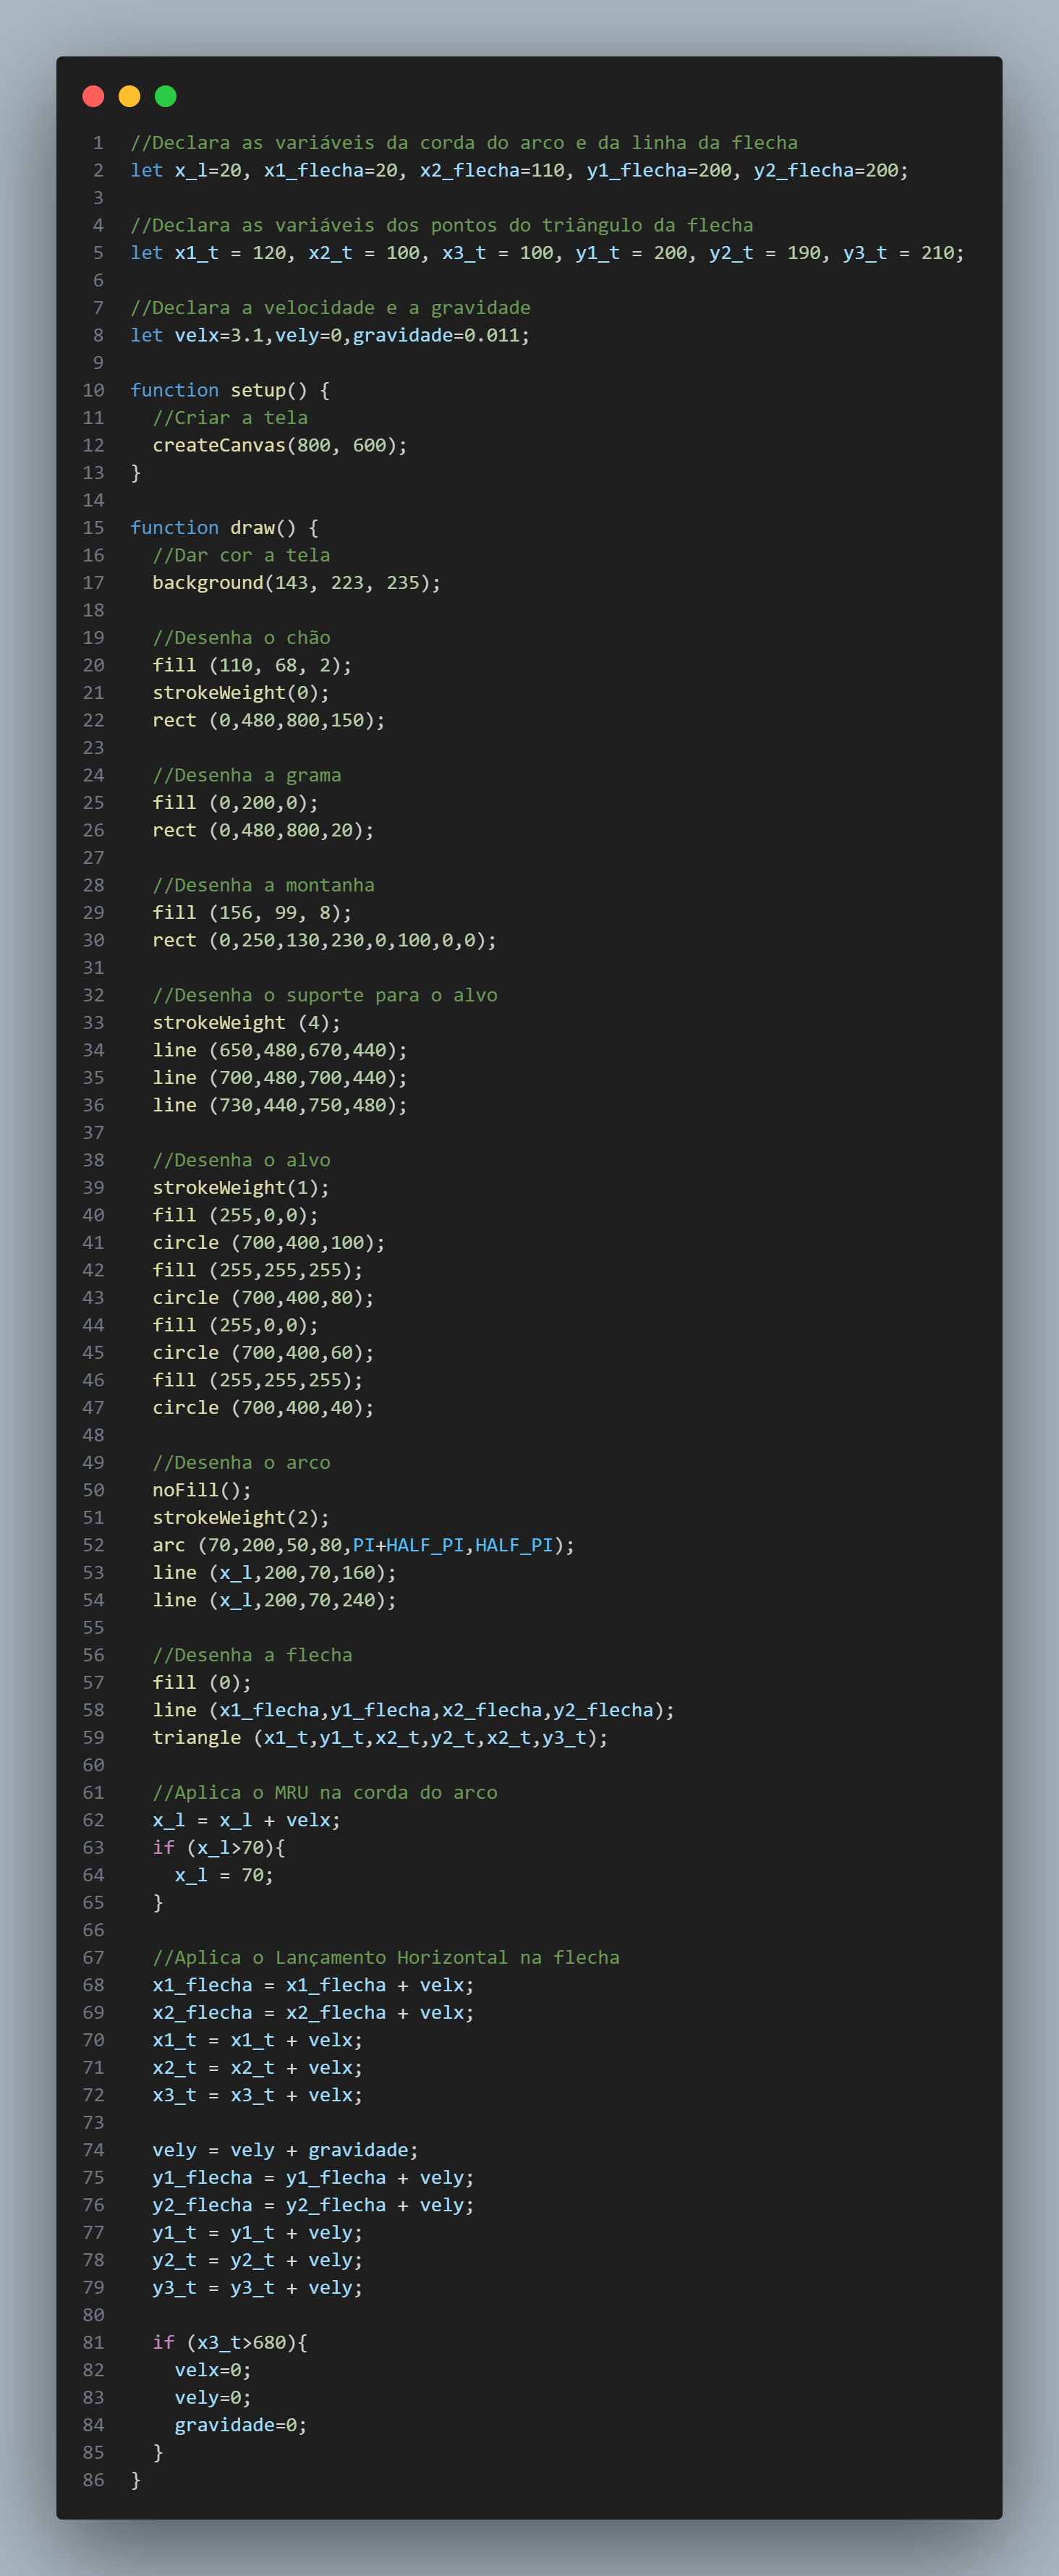 1 //Declara as variáveis da corda do arco e da linha da flecha
2 let x_l=20, x1_flecha=20, x2_flecha=110, y1_flecha=200, y2_flecha=200;
3
4 //Declara as variáveis dos pontos do triângulo da flecha
5 let x1_t = 120, x2_t = 100, x3_t = 100, y1_t = 200, y2_t = 190, y3_t = 210;
6
7 //Declara a velocidade e a gravidade
8 let velx=3.1,vely=0,gravidade=0.011;
9
10 function setup() {
11   //Criar a tela
12   createCanvas(800, 600);
13 }
14
15 function draw() {
16   //Dar cor a tela
17   background(143, 223, 235);
18
19   //Desenha o chão
20   fill (110, 68, 2);
21   strokeWeight(0);
22   rect (0,480,800,150);
23
24   //Desenha a grama
25   fill (0,200,0);
26   rect (0,480,800,20);
27
28   //Desenha a montanha
29   fill (156, 99, 8);
30   rect (0,250,130,230,0,100,0,0);
31
32   //Desenha o suporte para o alvo
33   strokeWeight (4);
34   line (650,480,670,440);
35   line (700,480,700,440);
36   line (730,440,750,480);
37
38   //Desenha o alvo
39   strokeWeight(1);
40   fill (255,0,0);
41   circle (700,400,100);
42   fill (255,255,255);
43   circle (700,400,80);
44   fill (255,0,0);
45   circle (700,400,60);
46   fill (255,255,255);
47   circle (700,400,40);
48
49   //Desenha o arco
50   noFill();
51   strokeWeight(2);
52   arc (70,200,50,80,PI+HALF_PI,HALF_PI);
53   line (x_l,200,70,160);
54   line (x_l,200,70,240);
55
56   //Desenha a flecha
57   fill (0);
58   line (x1_flecha,y1_flecha,x2_flecha,y2_flecha);
59   triangle (x1_t,y1_t,x2_t,y2_t,x2_t,y3_t);
60
61   //Aplica o MRU na corda do arco
62   x_l = x_l + velx;
63   if (x_l>70){
64     x_l = 70;
65   }
66
67   //Aplica o Lançamento Horizontal na flecha
68   x1_flecha = x1_flecha + velx;
69   x2_flecha = x2_flecha + velx;
70   x1_t = x1_t + velx;
71   x2_t = x2_t + velx;
72   x3_t = x3_t + velx;
73
74   vely = vely + gravidade;
75   y1_flecha = y1_flecha + vely;
76   y2_flecha = y2_flecha + vely;
77   y1_t = y1_t + vely;
78   y2_t = y2_t + vely;
79   y3_t = y3_t + vely;
80
81   if (x3_t>680){
82     velx=0;
83     vely=0;
84     gravidade=0;
85   }
86 }